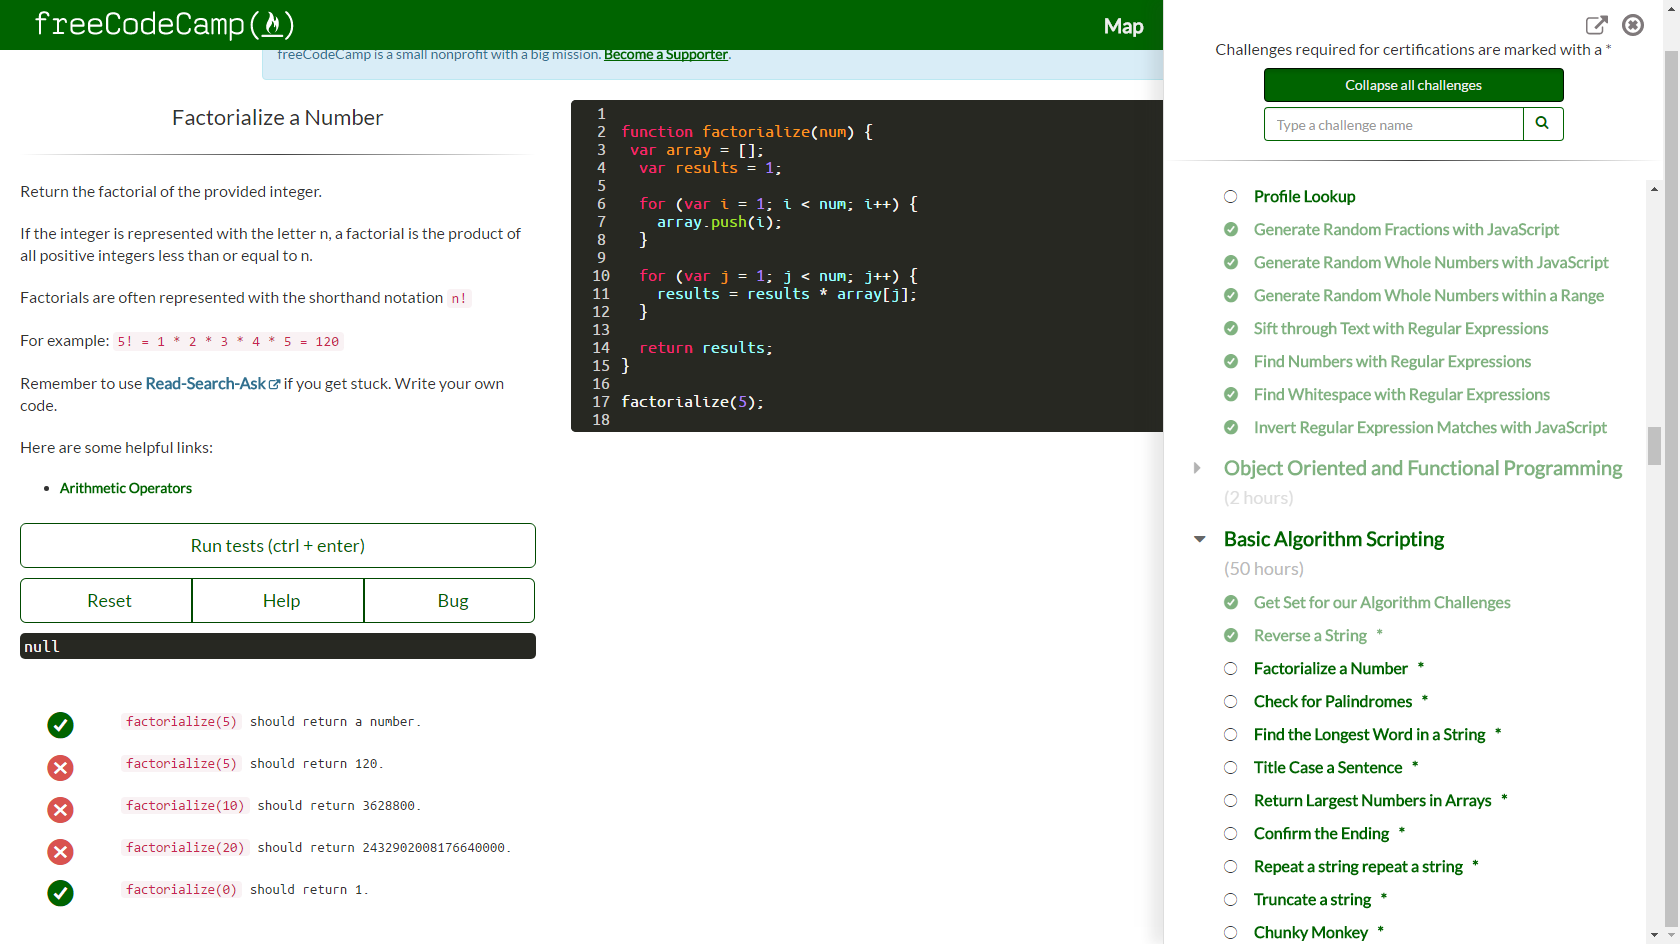 freeCodeCamp
Map
freeCodeCamp is a small nonprofit with a big mission. Become a Supporter.
Factorialize a Number
Return the factorial of the provided integer.
If the integer is represented with the letter n, a factorial is the product of
all positive integers less than or equal to n.
Factorials are often represented with the shorthand notation n!
For example: 5! = 1 * 2 * 3 * 4 * 5 = 120
Remember to use Read-Search-Ask if you get stuck. Write your own
code.
Here are some helpful links:
Arithmetic Operators
Run tests (ctrl + enter)
Reset
Help
Bug
null
factorialize(5) should return a number.
factorialize(5) should return 120.
factorialize(10) should return 3628800.
factorialize(20) should return 2432902008176640000.
factorialize(0) should return 1.
1
2 function factorialize(num) {
3 var array = [];
4 var results = 1;
5
6 for (var i = 1; i < num; i++) {
7 array.push(i);
8 }
9
10 for (var j = 1; j < num; j++) {
11 results = results * array[j];
12 }
13
14 return results;
15 }
16
17 factorialize(5);
18
Challenges required for certifications are marked with a *
Collapse all challenges
Type a challenge name
Profile Lookup
Generate Random Fractions with JavaScript
Generate Random Whole Numbers with JavaScript
Generate Random Whole Numbers within a Range
Sift through Text with Regular Expressions
Find Numbers with Regular Expressions
Find Whitespace with Regular Expressions
Invert Regular Expression Matches with JavaScript
Object Oriented and Functional Programming
(2 hours)
Basic Algorithm Scripting
(50 hours)
Get Set for our Algorithm Challenges
Reverse a String *
Factorialize a Number *
Check for Palindromes *
Find the Longest Word in a String *
Title Case a Sentence *
Return Largest Numbers in Arrays *
Confirm the Ending *
Repeat a string repeat a string *
Truncate a string *
Chunky Monkey *